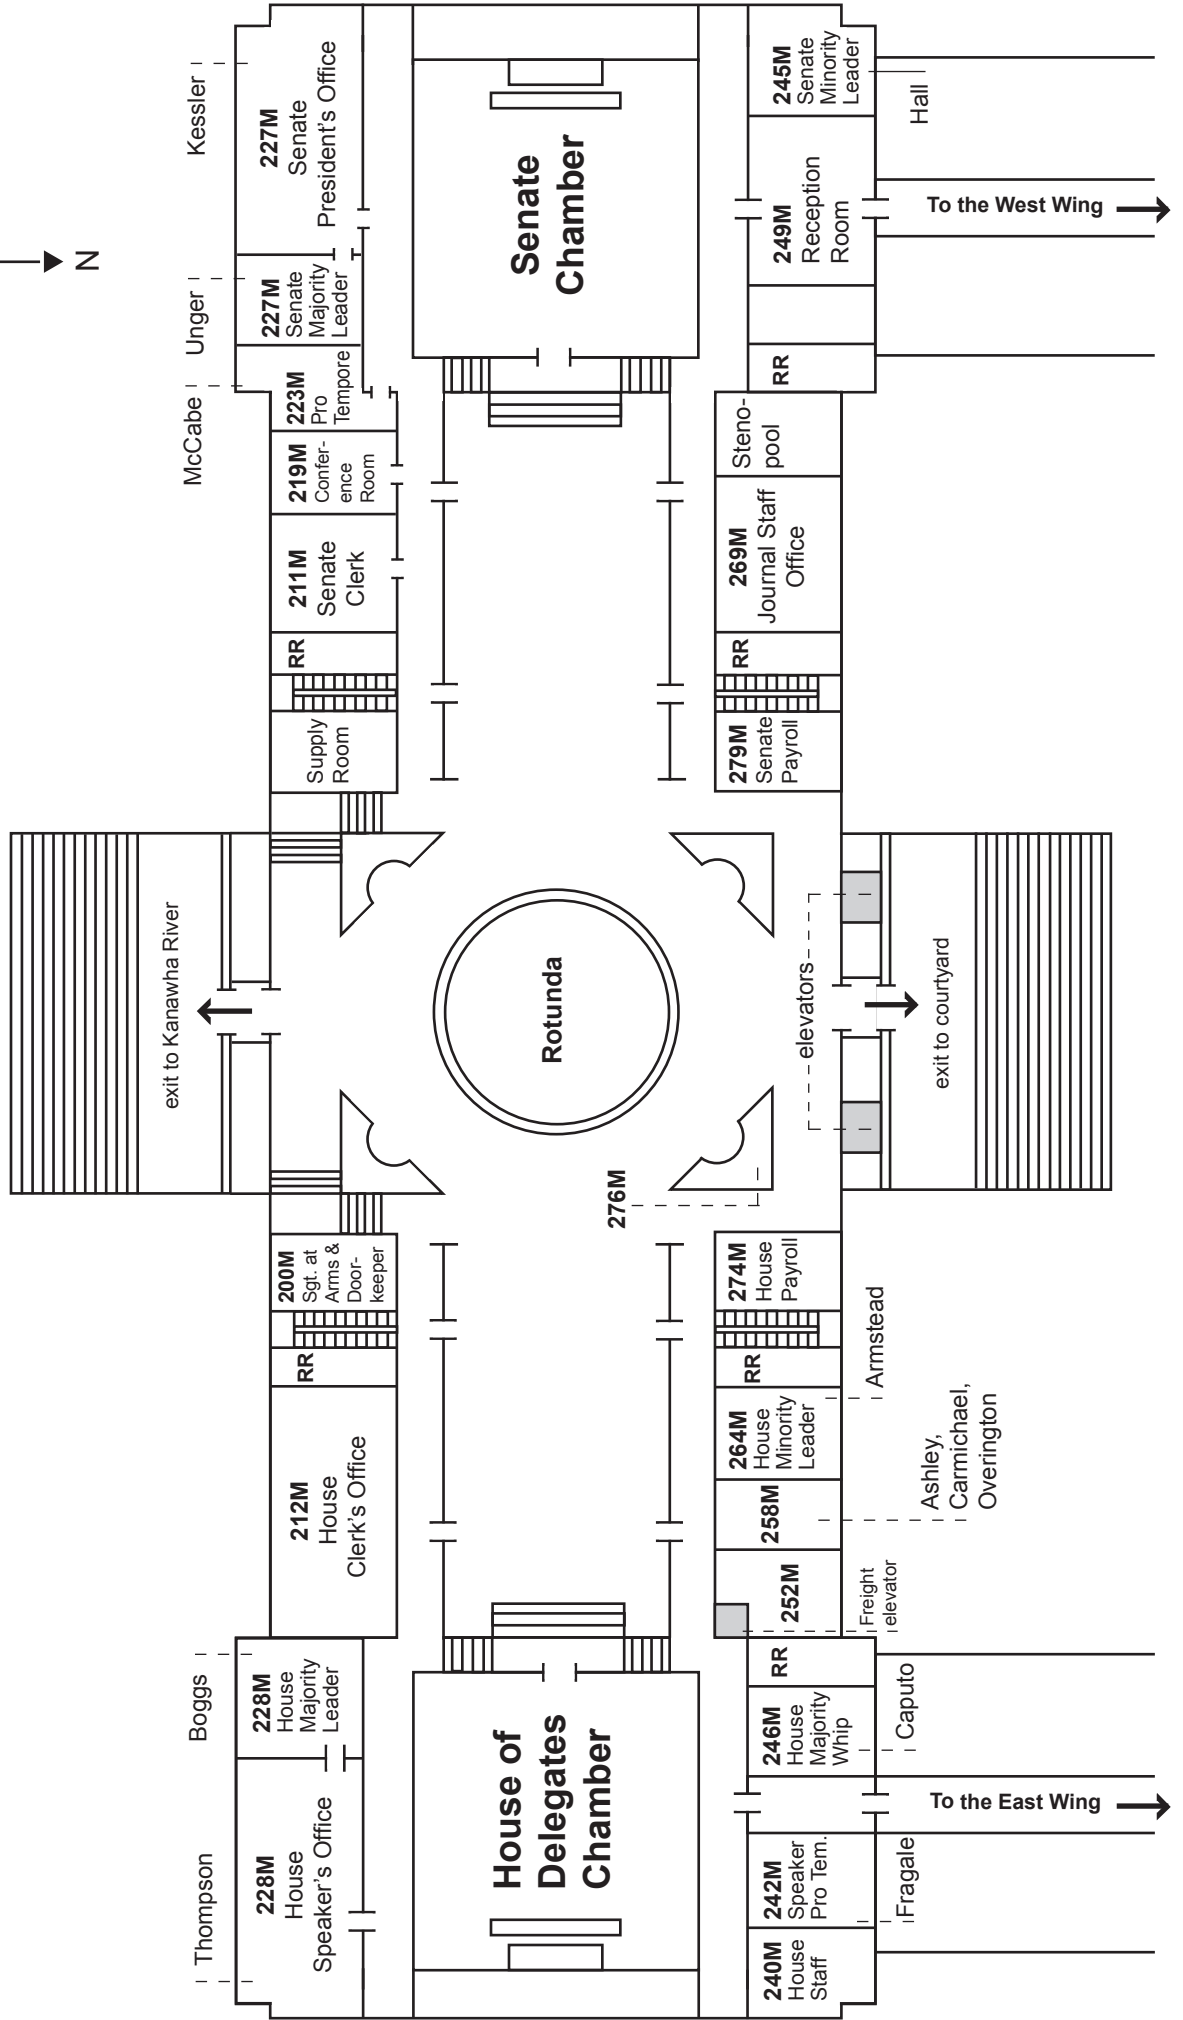 Thompson
Boggs
exit to Kanawha River
McCabe
Unger
Kessler
N
228M
House
Speaker's Office
228M
House
Majority
Leader
212M
House
Clerk's Office
RR
200M
Sgt. at
Arms &
Door-
keeper
Supply
Room
RR
211M
Senate
Clerk
219M
Confer-
ence
Room
223M
Pro
Tempore
227M
Senate
Majority
Leader
227M
Senate
President's Office
House of
Delegates
Chamber
Rotunda
Senate
Chamber
276M
240M
House
Staff
242M
Speaker
Pro Tem.
246M
House
Majority
Whip
RR
252M
258M
264M
House
Minority
Leader
RR
274M
House
Payroll
elevators
279M
Senate
Payroll
RR
269M
Journal Staff
Office
Steno-
pool
RR
249M
Reception
Room
245M
Senate
Minority
Leader
Fragale
Caputo
Freight
elevator
Armstead
Ashley,
Carmichael,
Overington
exit to courtyard
Hall
To the East Wing
To the West Wing